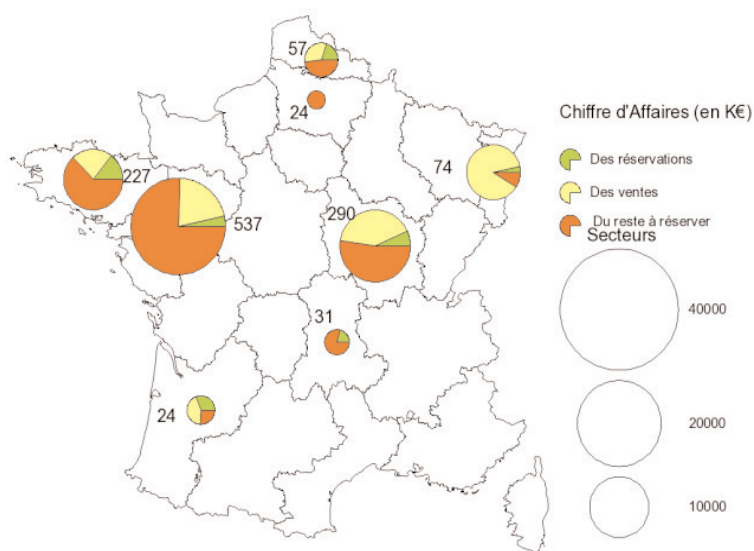 57
24
74
227
537
290
31
24
Chiffre d'Affaires (en K€)
Des réservations
Des ventes
Du reste à réserver
Secteurs
40000
20000
10000